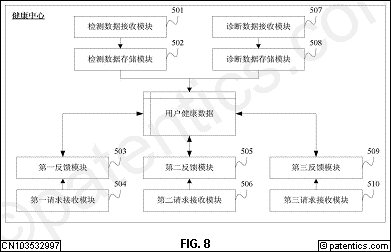 健康中心
501
507
检测数据接收模块
诊断数据接收模块
502
508
检测数据存储模块
诊断数据存储模块
用户健康数据
503
505
509
第一反馈模块
第二反馈模块
第三反馈模块
504
506
510
第一请求接收模块
第二请求接收模块
第三请求接收模块
CN103532997
FIG. 8
©patentics.com
©patentics.com